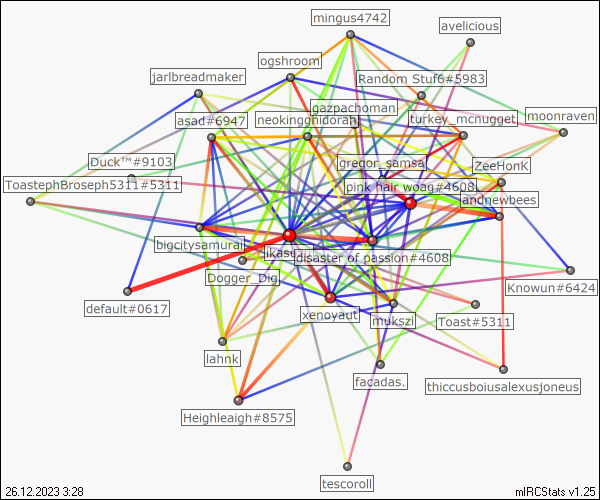 mingus4742
avelicious
ogshroom
jarlbreadmaker
Random Stuf6#5983
gazpachoman
asad#6947
neokingghidorah
turkey_mcnugget
moonraven
Duck™#9103
gregor_samsa
ZeeHonK
ToastephBroseph5311#5311
pink hair woag#4608
andnewbees
bigcitysamurai
disaster of passion#4608
Dogger_Dig
Knowun#6424
default#0617
xenoyaut
mukszi
Toast#5311
lahnk
facadas.
thiccusboiusalexusjoneus
Heighleaigh#8575
tescoroll
26.12.2023 3:28
mIRCStats v1.25